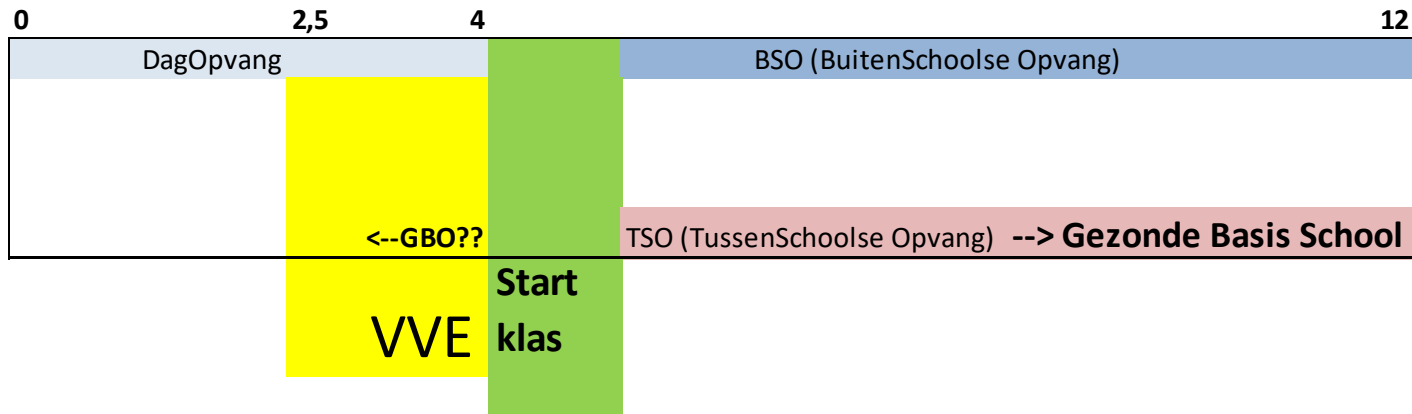 0 2,5 4 12
DagOpvang BSO (BuitenSchoolse Opvang)
<--GBO?? TSO (TussenSchoolse Opvang) --> Gezonde Basis School
Start
VVE klas